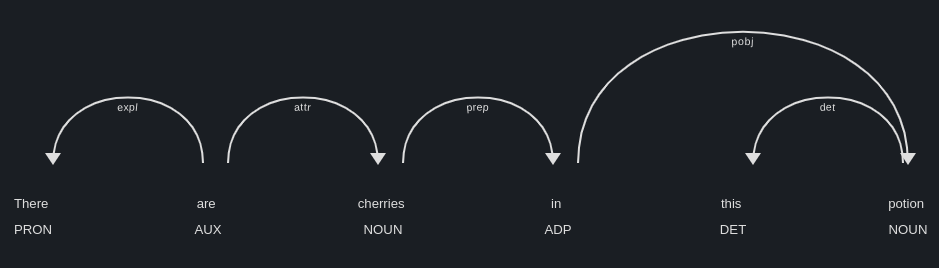 pobj
expl attr prep det
There are cherries in this potion
PRON AUX NOUN ADP DET NOUN